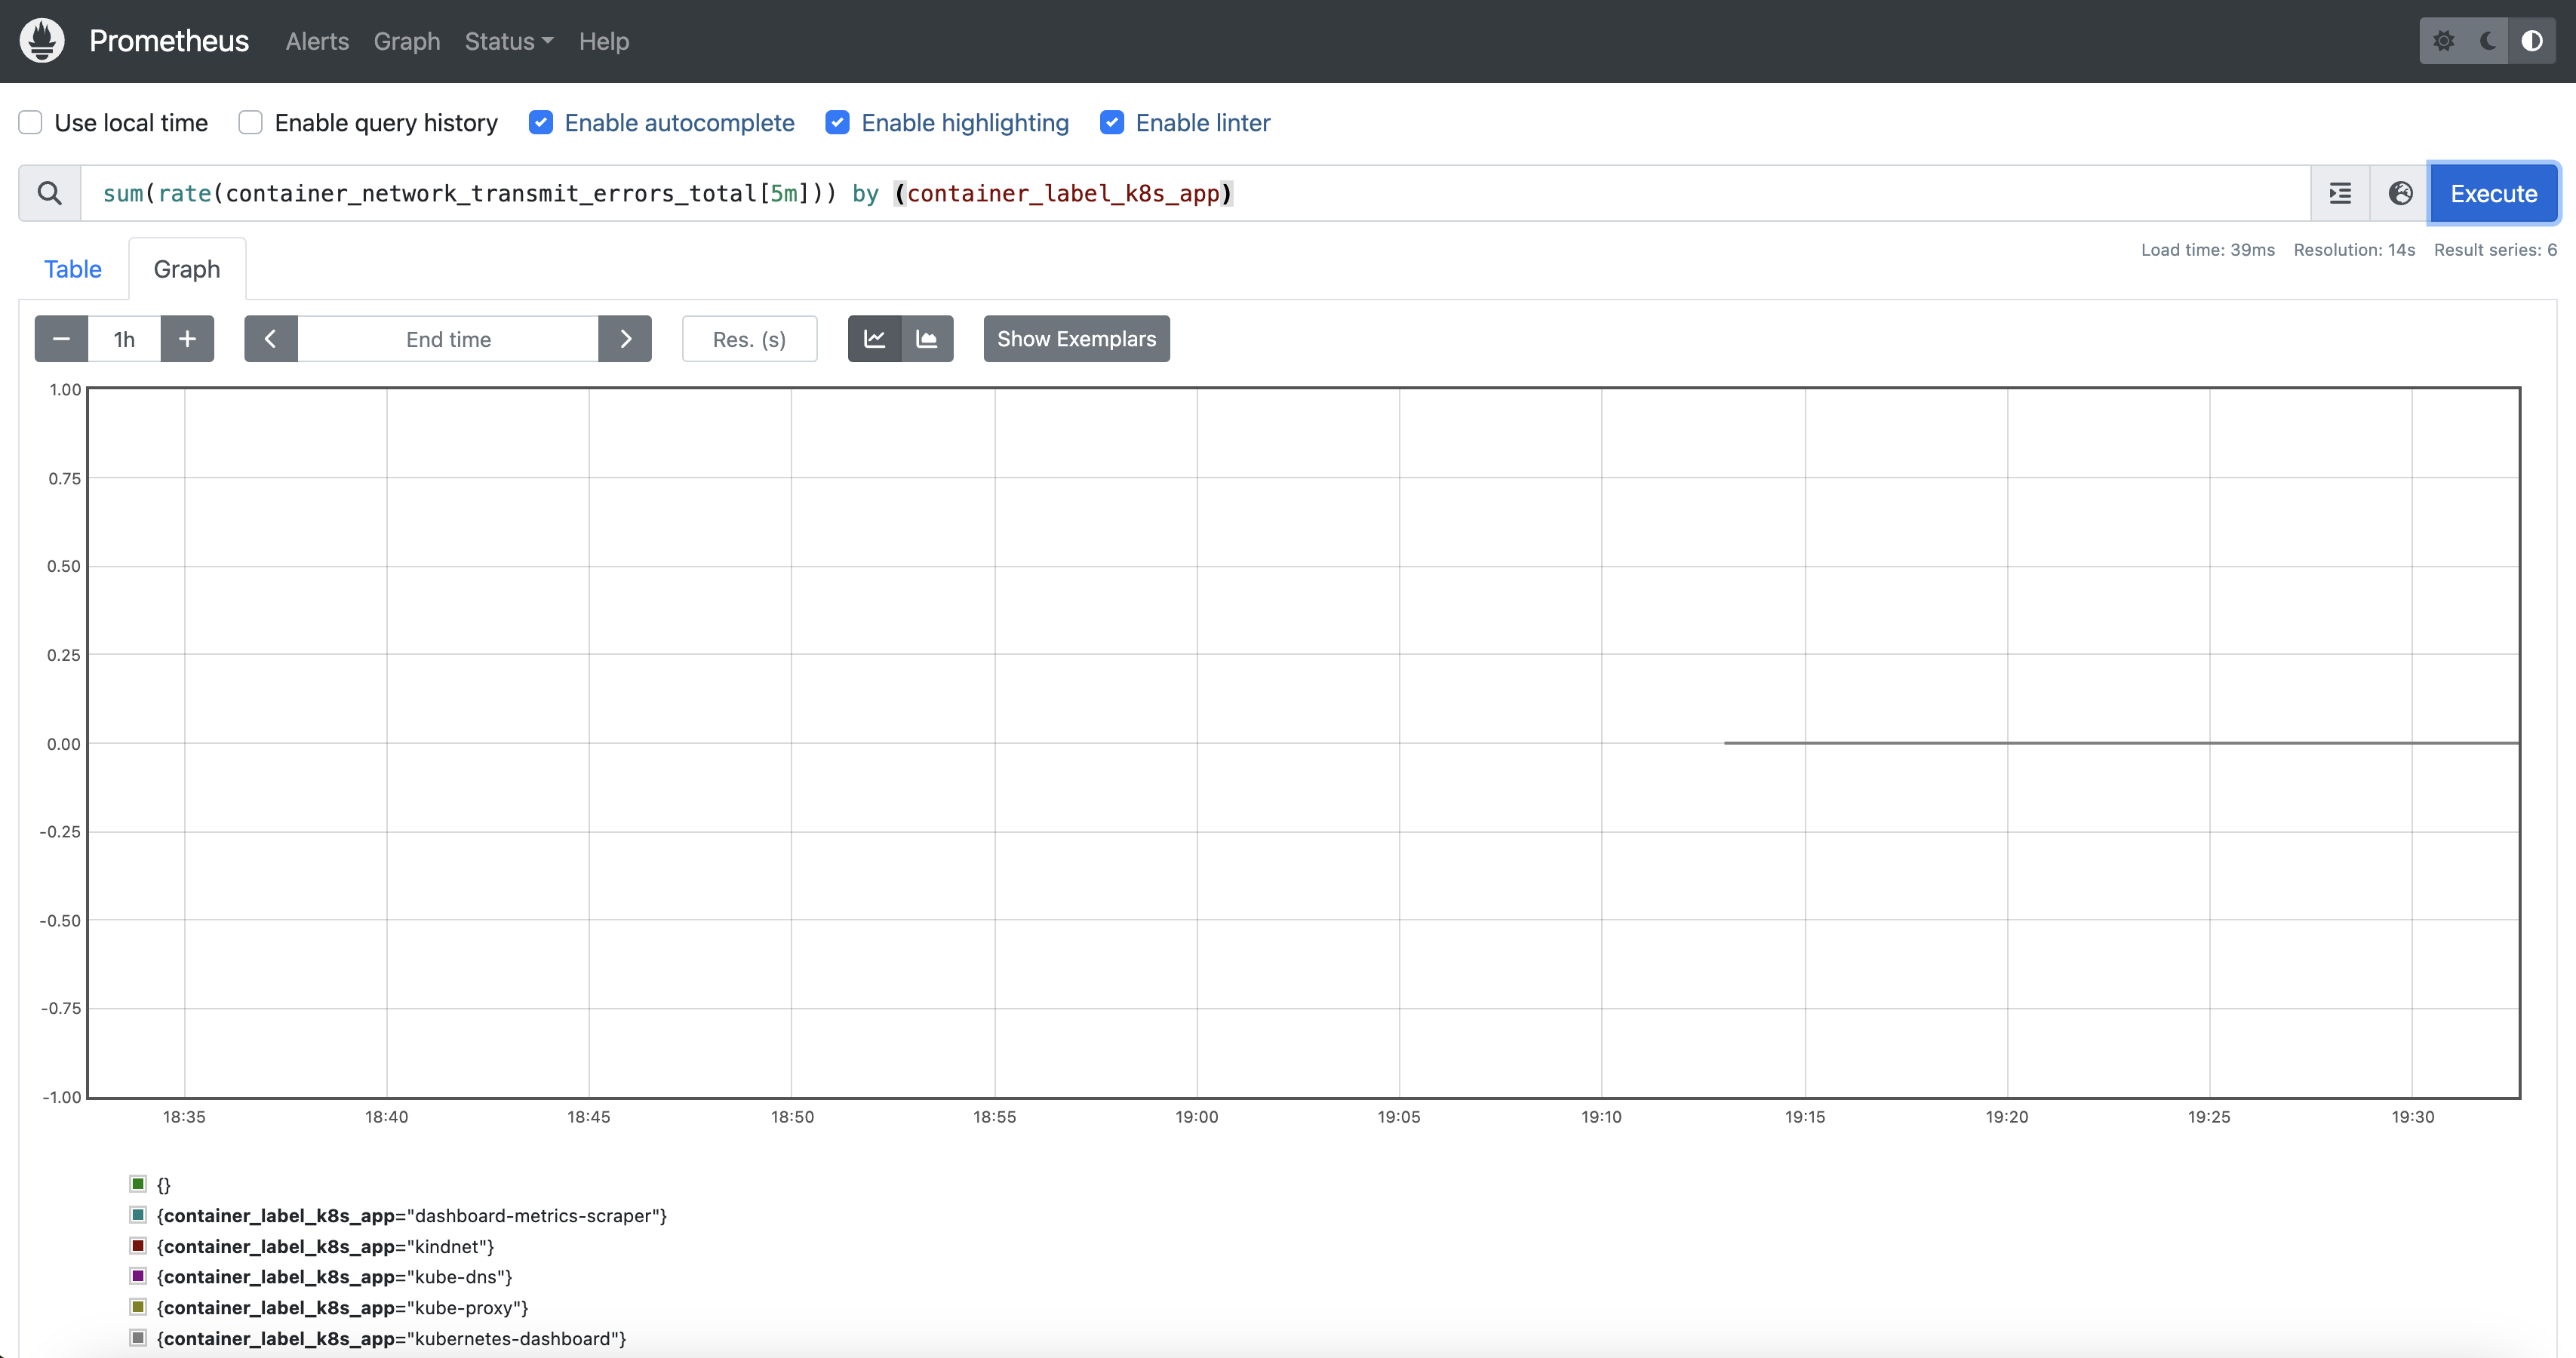 Prometheus Alerts Graph Status Help
Use local time Enable query history Enable autocomplete Enable highlighting Enable linter
sum(rate(container_network_transmit_errors_total[5m])) by (container_label_k8s_app)
Execute
Table Graph
Load time: 39ms Resolution: 14s Result series: 6
1h End time Res. (s) Show Exemplars
1.00
0.75
0.50
0.25
0.00
-0.25
-0.50
-0.75
-1.00
18:35 18:40 18:45 18:50 18:55 19:00 19:05 19:10 19:15 19:20 19:25 19:30
{}
{container_label_k8s_app="dashboard-metrics-scraper"}
{container_label_k8s_app="kindnet"}
{container_label_k8s_app="kube-dns"}
{container_label_k8s_app="kube-proxy"}
{container_label_k8s_app="kubernetes-dashboard"}